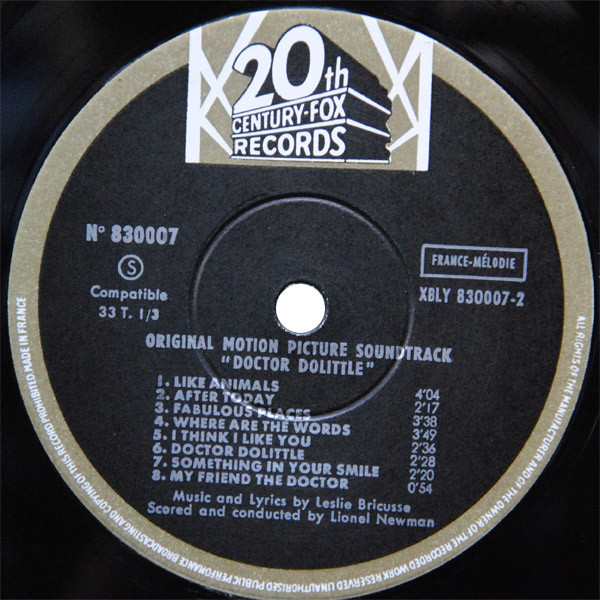 20th
CENTURY-FOX
RECORDS
N° 830007
S
Compatible
33 T. 1/3
FRANCE-MÉLODIE
XBLY 830007-2
ORIGINAL MOTION PICTURE SOUNDTRACK
"DOCTOR DOLITTLE"
1. LIKE ANIMALS 4'04
2. AFTER TODAY 2'17
3. FABULOUS PLACES 3'38
4. WHERE ARE THE WORDS 3'49
5. I THINK I LIKE YOU 2'36
6. DOCTOR DOLITTLE 2'28
7. SOMETHING IN YOUR SMILE 2'20
8. MY FRIEND THE DOCTOR 0'54
Music and Lyrics by Leslie Bricusse
Scored and conducted by Lionel Newman
ALL RIGHTS OF THE MANUFACTURER AND OF THE OWNER OF THE RECORDED WORK RESERVED UNAUTHORISED PUBLIC PERFOMANCE BROADCASTING AND COPYING OF THIS RECORD PROHIBITED. MADE IN FRANCE